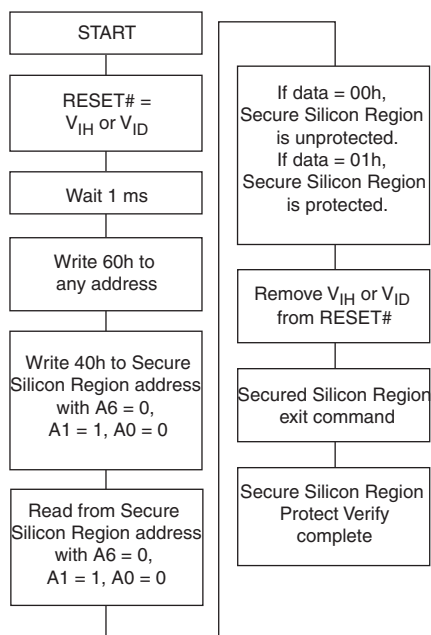 START
RESET# =
VIH or VID
Wait 1 ms
Write 60h to
any address
Write 40h to Secure
Silicon Region address
with A6 = 0,
A1 = 1, A0 = 0
Read from Secure
Silicon Region address
with A6 = 0,
A1 = 1, A0 = 0
If data = 00h,
Secure Silicon Region
is unprotected.
If data = 01h,
Secure Silicon Region
is protected.
Remove VIH or VID
from RESET#
Secured Silicon Region
exit command
Secure Silicon Region
Protect Verify
complete